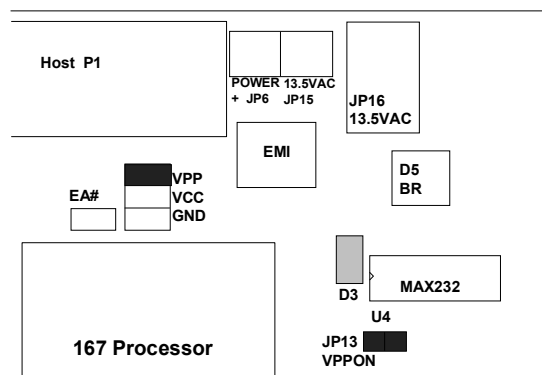 Host P1
POWER 13.5VAC
+ JP6 JP15
JP16
13.5VAC
EMI
D5
BR
VPP
VCC
GND
EA#
D3
MAX232
U4
167 Processor
JP13
VPPON